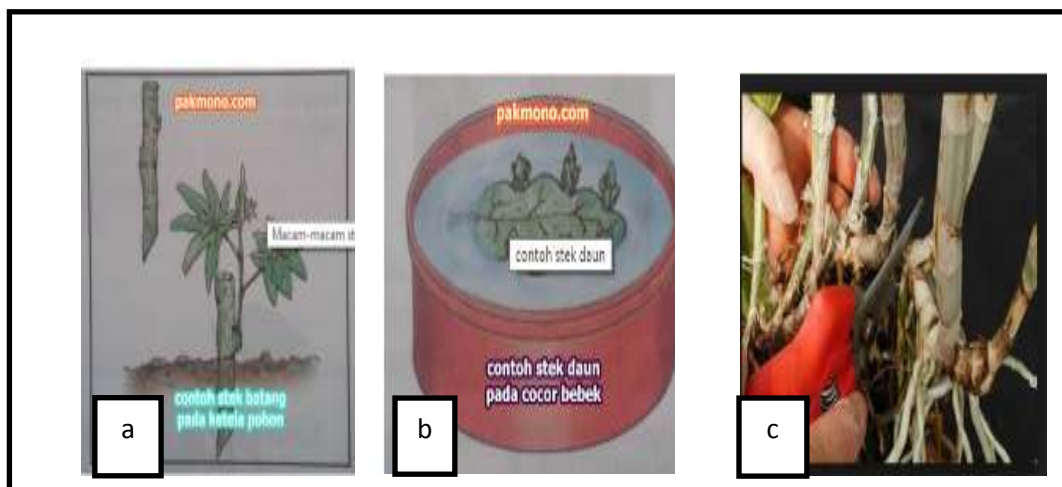 pakmono.com
Macam-macam st
contoh stek batang
pada ketela pohon
a
pakmono.com
contoh stek daun
contoh stek daun
pada cocor bebek
b
c